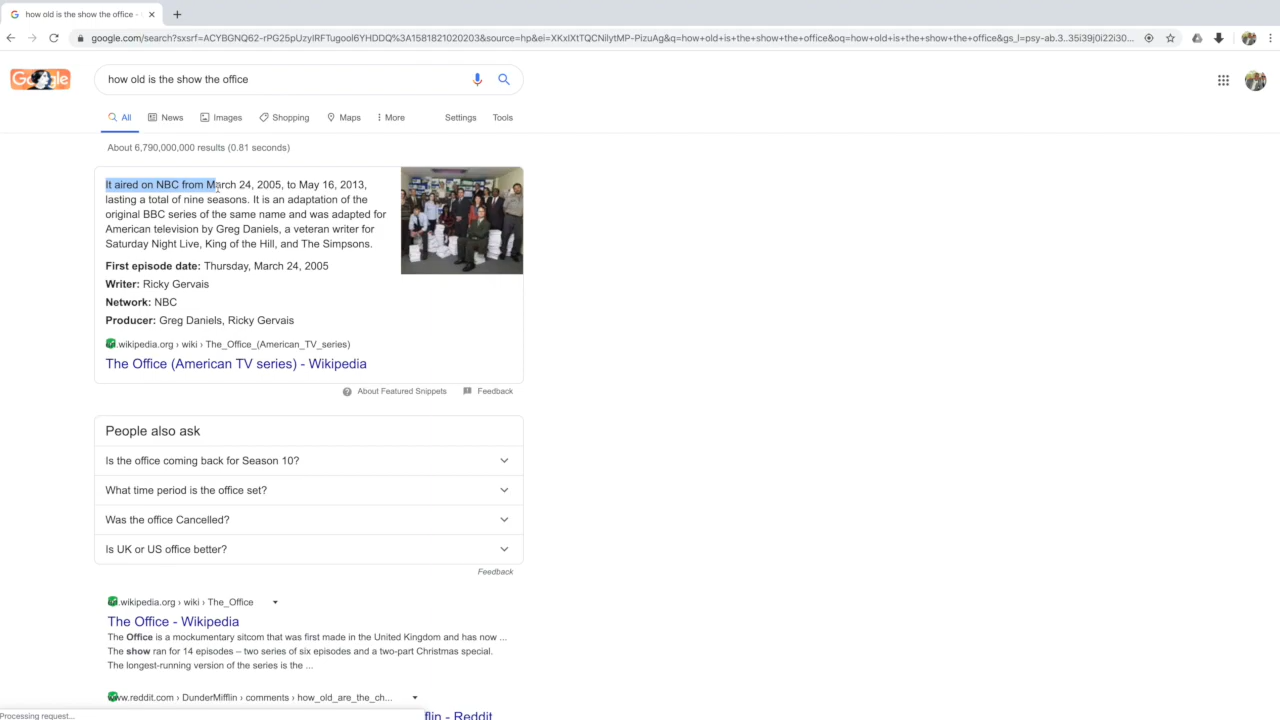 how old is the show the office -
google.com/search?sxsrf=ACYBGNQ62-rPG25pUzylRFTugool6YHDDQ%3A1581821020203&source=hp&ei=XKxIXtTQCNilytMP-PizuAg&q=how+old+is+the+show+the+office&oq=how+old+is+the+show+the+office&gs_l=psy-ab.3..35i39j0i22i30...
Google
how old is the show the office
All News Images Shopping Maps More Settings Tools
About 6,790,000,000 results (0.81 seconds)
It aired on NBC from March 24, 2005, to May 16, 2013,
lasting a total of nine seasons. It is an adaptation of the
original BBC series of the same name and was adapted for
American television by Greg Daniels, a veteran writer for
Saturday Night Live, King of the Hill, and The Simpsons.
First episode date: Thursday, March 24, 2005
Writer: Ricky Gervais
Network: NBC
Producer: Greg Daniels, Ricky Gervais
.wikipedia.org › wiki › The_Office_(American_TV_series)
The Office (American TV series) - Wikipedia
About Featured Snippets Feedback
People also ask
Is the office coming back for Season 10?
What time period is the office set?
Was the office Cancelled?
Is UK or US office better?
Feedback
.wikipedia.org › wiki › The_Office
The Office - Wikipedia
The Office is a mockumentary sitcom that was first made in the United Kingdom and has now ...
The show ran for 14 episodes – two series of six episodes and a two-part Christmas special.
The longest-running version of the series is the ...
www.reddit.com › DunderMifflin › comments › how_old_are_the_ch...
flin - Reddit
Processing request...